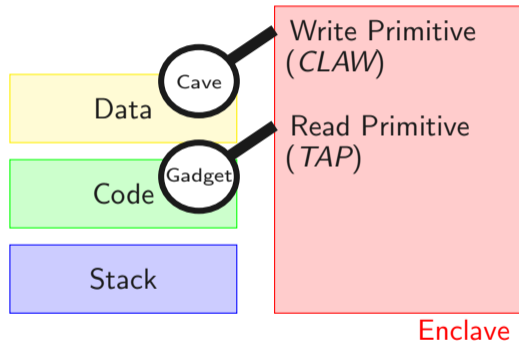 Write Primitive
(CLAW)
Cave
Data
Read Primitive
(TAP)
Gadget
Code
Stack
Enclave